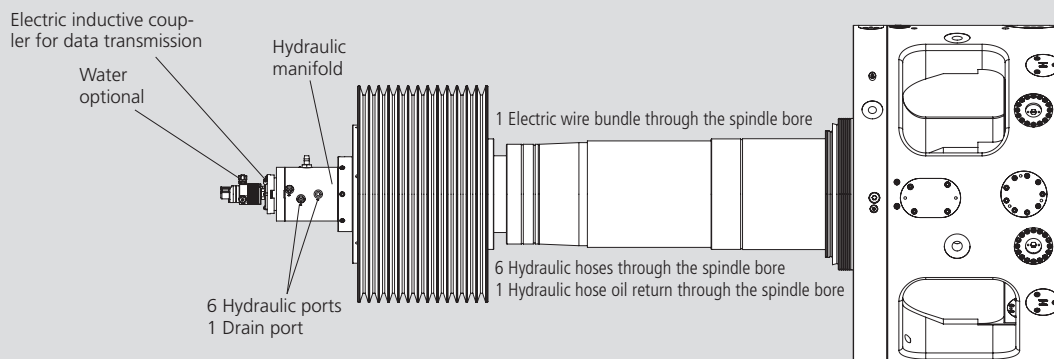 Electric inductive coup-
ler for data transmission
Water
optional
Hydraulic
manifold
1 Electric wire bundle through the spindle bore
6 Hydraulic hoses through the spindle bore
1 Hydraulic hose oil return through the spindle bore
6 Hydraulic ports
1 Drain port